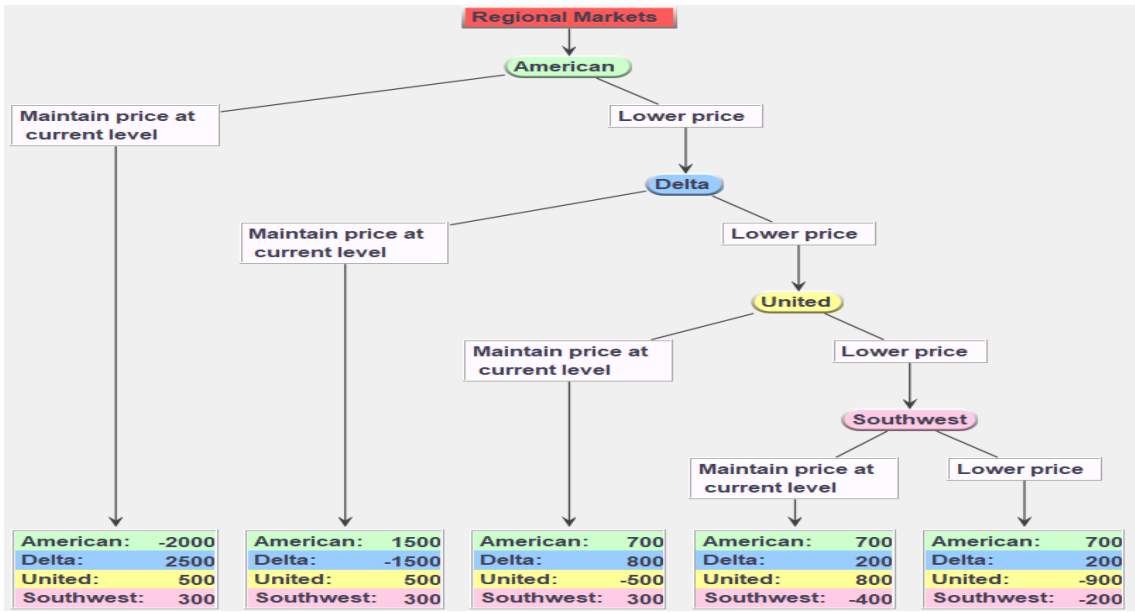 Regional Markets
American
Maintain price at
current level
Lower price
Delta
Maintain price at
current level
Lower price
United
Maintain price at
current level
Lower price
Southwest
Maintain price at
current level
Lower price
American: -2000
Delta: 2500
United: 500
Southwest: 300
American: 1500
Delta: -1500
United: 500
Southwest: 300
American: 700
Delta: 800
United: -500
Southwest: 300
American: 700
Delta: 200
United: 800
Southwest: -400
American: 700
Delta: 200
United: -900
Southwest: -200